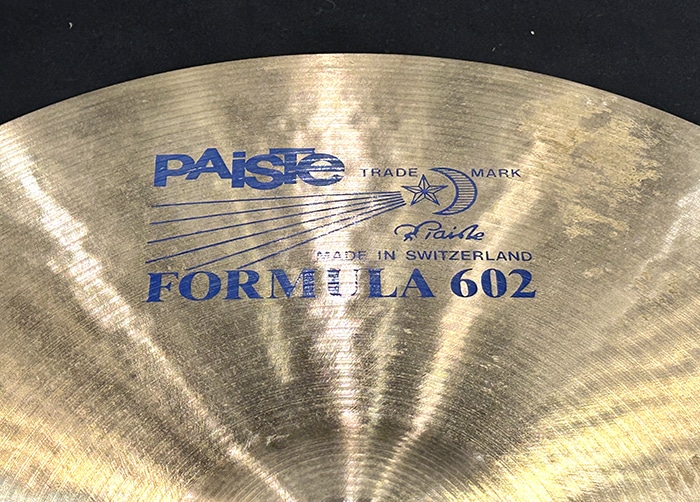 PAiSTe
TRADE MARK
Paiste
MADE IN SWITZERLAND
FORMULA 602